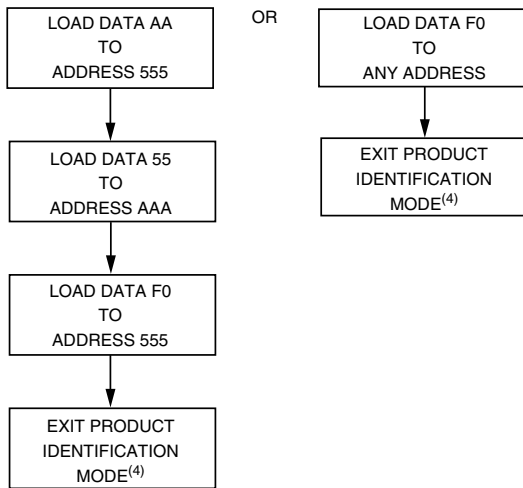 LOAD DATA AA
TO
ADDRESS 555
LOAD DATA 55
TO
ADDRESS AAA
LOAD DATA F0
TO
ADDRESS 555
EXIT PRODUCT
IDENTIFICATION
MODE(4)
OR
LOAD DATA F0
TO
ANY ADDRESS
EXIT PRODUCT
IDENTIFICATION
MODE(4)